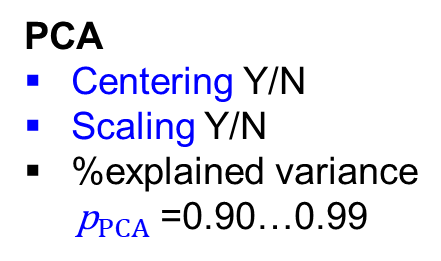 PCA
▪ Centering Y/N
▪ Scaling Y/N
▪ %explained variance
pPCA =0.90…0.99